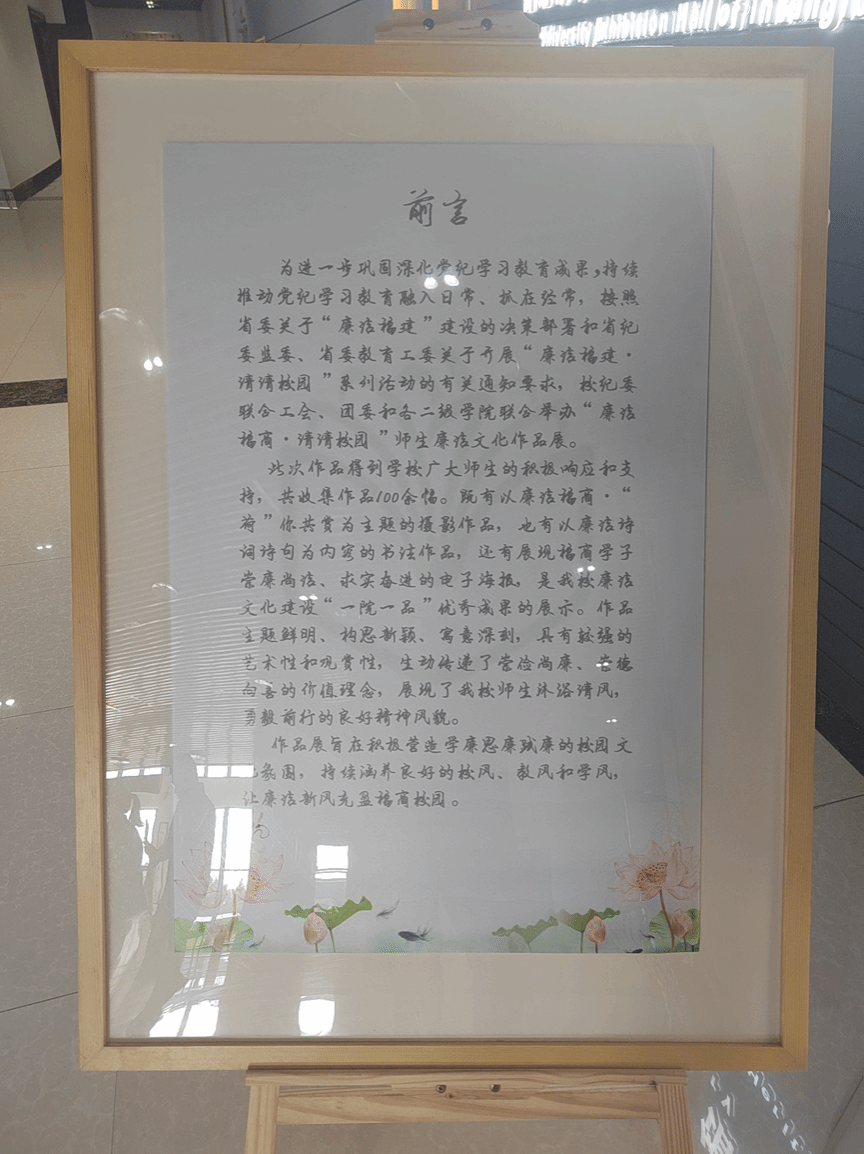 前言
为进一步巩固深化党纪学习教育成果，持续
推动党纪学习教育融入日常、抓在经常，按照
省委关于“廉洁福建”建设的决策部署和省纪
委监委、省委教育工委关于开展“廉洁福建·
清清校园”系列活动的有关通知要求，校纪委
联合工会、团委和各二级学院联合举办“廉洁
福商·清清校园”师生廉洁文化作品展。
此次作品得到学校广大师生的积极响应和支
持，共收集作品100余幅。既有以廉洁福商·“
荷”你共赏为主题的摄影作品，也有以廉洁诗
词诗句为内容的书法作品，还有展现福商学子
崇廉尚洁、求实奋进的电子海报，是我校廉洁
文化建设“一院一品”优秀成果的展示。作品
主题鲜明、构思新颖、寓意深刻，具有较强的
艺术性和观赏性，生动传递了崇俭尚廉、崇德
向善的价值理念，展现了我校师生沐浴清风，
勇毅前行的良好精神风貌。
作品展旨在积极营造学廉思廉践廉的校园文
化氛围，持续涵养良好的校风、教风和学风，
让廉洁新风充盈福商校园。